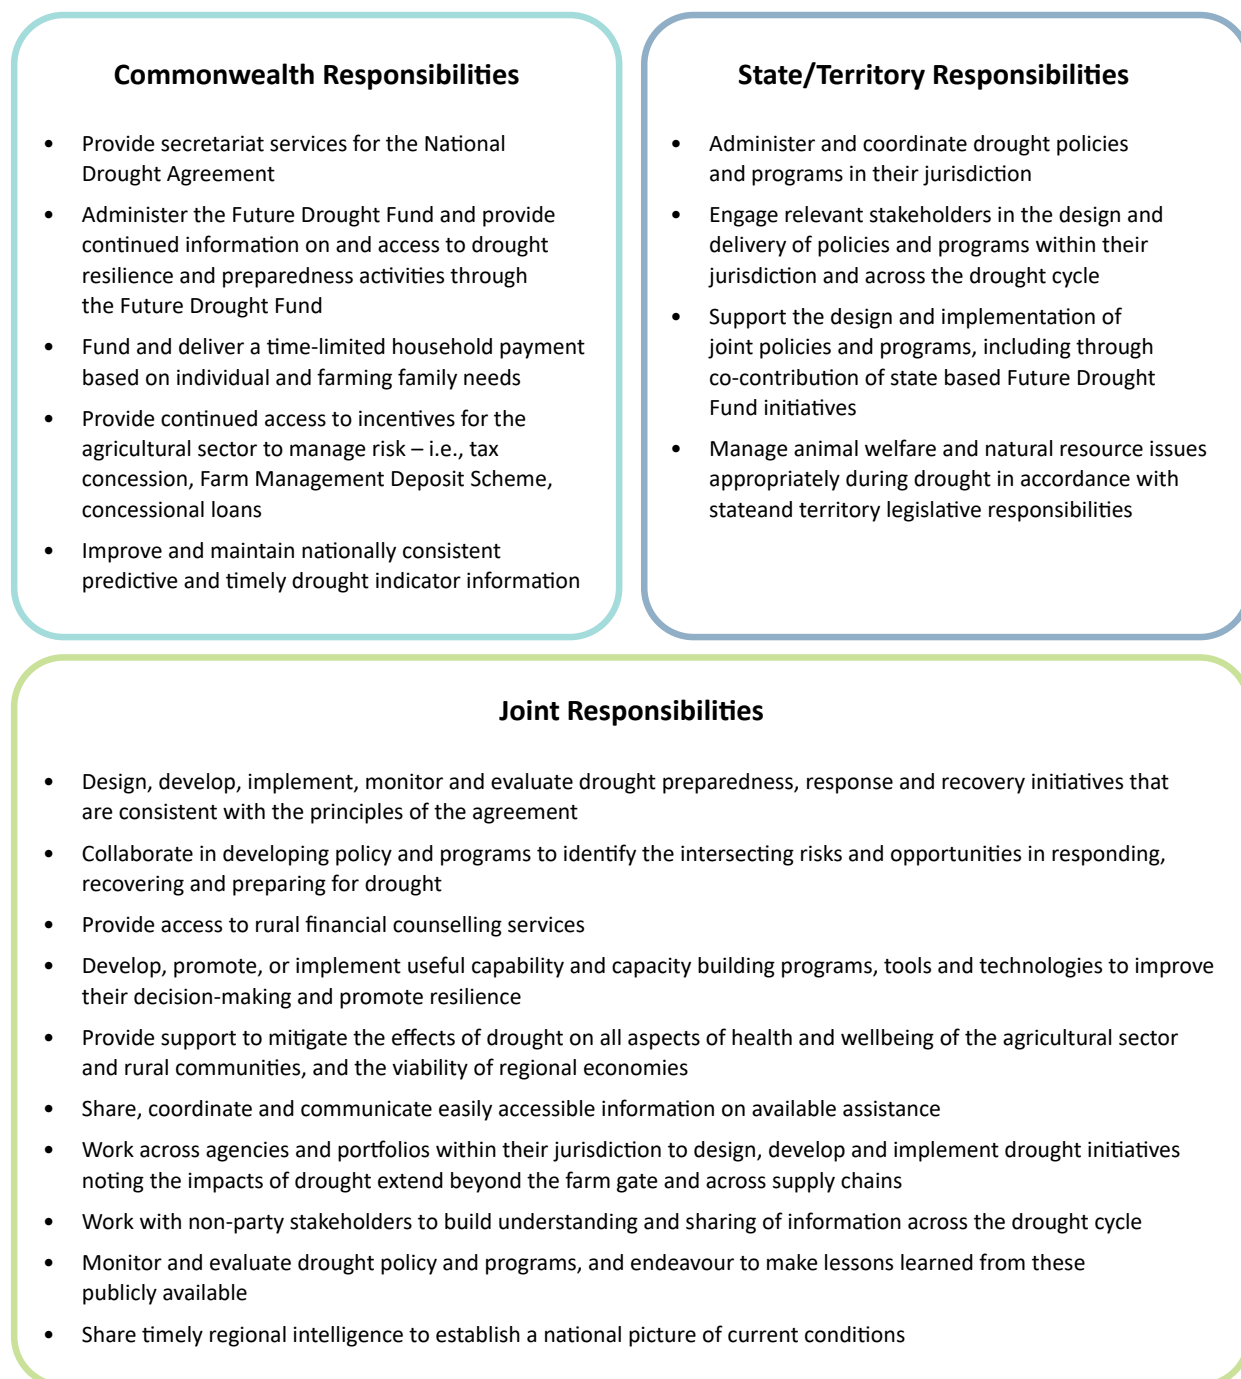 Commonwealth Responsibilities
• Provide secretariat services for the National
Drought Agreement
• Administer the Future Drought Fund and provide
continued information on and access to drought
resilience and preparedness activities through
the Future Drought Fund
• Fund and deliver a time-limited household payment
based on individual and farming family needs
• Provide continued access to incentives for the
agricultural sector to manage risk – i.e., tax
concession, Farm Management Deposit Scheme,
concessional loans
• Improve and maintain nationally consistent
predictive and timely drought indicator information
State/Territory Responsibilities
• Administer and coordinate drought policies
and programs in their jurisdiction
• Engage relevant stakeholders in the design and
delivery of policies and programs within their
jurisdiction and across the drought cycle
• Support the design and implementation of
joint policies and programs, including through
co-contribution of state based Future Drought
Fund initiatives
• Manage animal welfare and natural resource issues
appropriately during drought in accordance with
stateand territory legislative responsibilities
Joint Responsibilities
• Design, develop, implement, monitor and evaluate drought preparedness, response and recovery initiatives that
are consistent with the principles of the agreement
• Collaborate in developing policy and programs to identify the intersecting risks and opportunities in responding,
recovering and preparing for drought
• Provide access to rural financial counselling services
• Develop, promote, or implement useful capability and capacity building programs, tools and technologies to improve
their decision-making and promote resilience
• Provide support to mitigate the effects of drought on all aspects of health and wellbeing of the agricultural sector
and rural communities, and the viability of regional economies
• Share, coordinate and communicate easily accessible information on available assistance
• Work across agencies and portfolios within their jurisdiction to design, develop and implement drought initiatives
noting the impacts of drought extend beyond the farm gate and across supply chains
• Work with non-party stakeholders to build understanding and sharing of information across the drought cycle
• Monitor and evaluate drought policy and programs, and endeavour to make lessons learned from these
publicly available
• Share timely regional intelligence to establish a national picture of current conditions